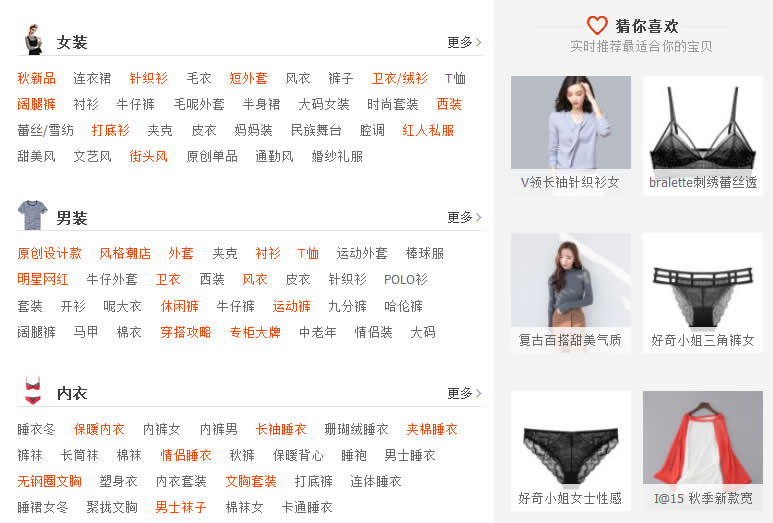 女装 更多
秋新品 连衣裙 针织衫 毛衣 短外套 风衣 裤子 卫衣/绒衫 T恤
阔腿裤 衬衫 牛仔裤 毛呢外套 半身裙 大码女装 时尚套装 西装
蕾丝/雪纺 打底衫 夹克 皮衣 妈妈装 民族舞台 腔调 红人私服
甜美风 文艺风 街头风 原创单品 通勤风 婚纱礼服
男装 更多
原创设计款 风格潮店 外套 夹克 衬衫 T恤 运动外套 棒球服
明星网红 牛仔外套 卫衣 西装 风衣 皮衣 针织衫 POLO衫
套装 开衫 呢大衣 休闲裤 牛仔裤 运动裤 九分裤 哈伦裤
阔腿裤 马甲 棉衣 穿搭攻略 专柜大牌 中老年 情侣装 大码
内衣 更多
睡衣冬 保暖内衣 内裤女 内裤男 长袖睡衣 珊瑚绒睡衣 夹棉睡衣
裤袜 长筒袜 棉袜 情侣睡衣 秋裤 保暖背心 睡袍 男士睡衣
无钢圈文胸 塑身衣 内衣套装 文胸套装 打底裤 连体睡衣
睡裙女冬 聚拢文胸 男士袜子 棉袜女 卡通睡衣
猜你喜欢
实时推荐最适合你的宝贝
V领长袖针织衫女 bralette刺绣蕾丝透
复古百搭甜美气质 好奇小姐三角裤女
好奇小姐女士性感 I@15 秋季新款宽